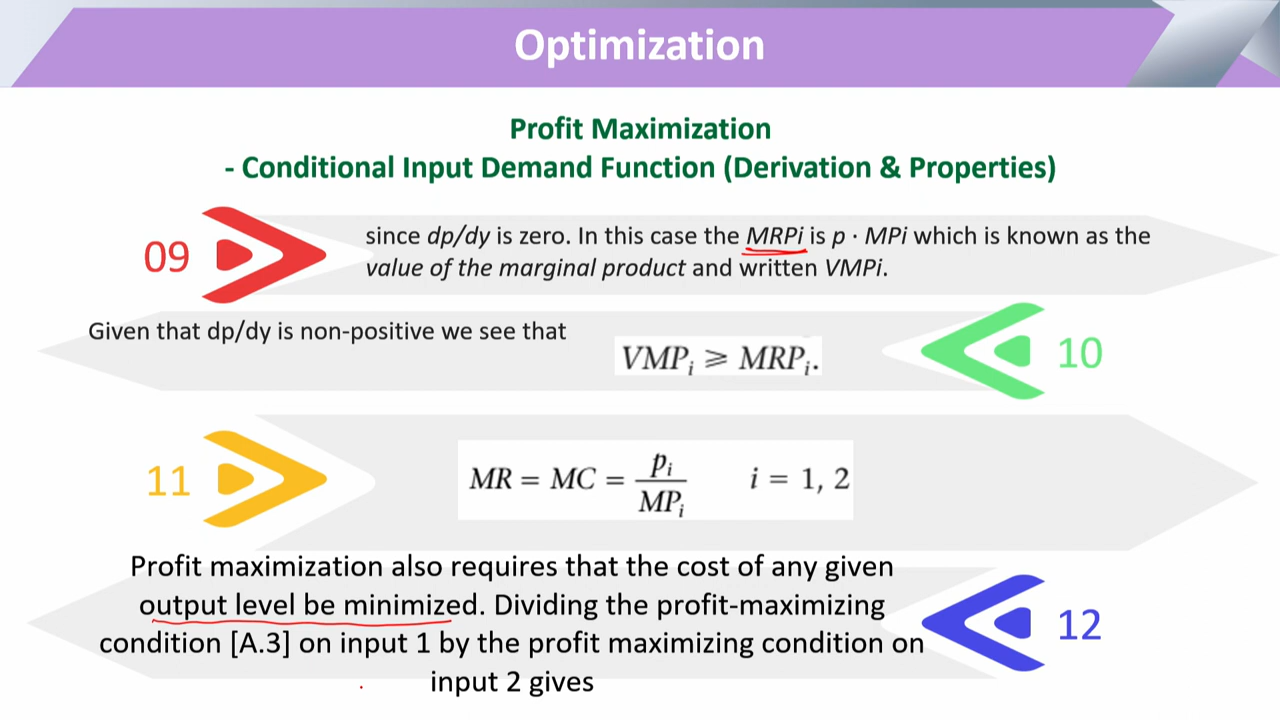 Optimization
Profit Maximization
- Conditional Input Demand Function (Derivation & Properties)
09
since dp/dy is zero. In this case the MRPi is p · MPi which is known as the
value of the marginal product and written VMPi.
Given that dp/dy is non-positive we see that
VMP_i ⩾ MRP_i.
10
11
MR = MC = p_i / MP_i    i = 1, 2
Profit maximization also requires that the cost of any given
output level be minimized. Dividing the profit-maximizing
condition [A.3] on input 1 by the profit maximizing condition on
input 2 gives
12